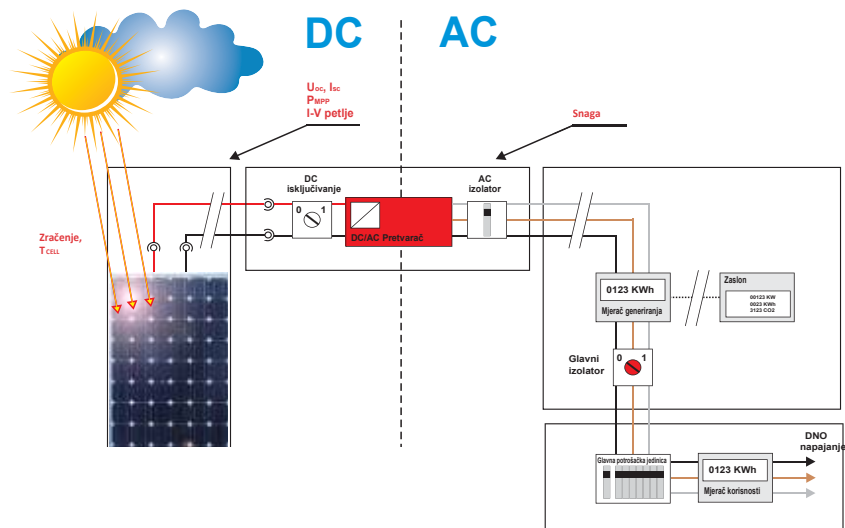 DC
AC
Uoc, Isc
PMPP
I-V petlje
Snaga
DC
isključivanje
0 1
AC
izolator
DC/AC Pretvarač
Zračenje,
TCELL
0123 KWh
Mjerač generiranja
Zaslon
00123 KW
0023 KWh
3123 CO2
Glavni
izolator
0 1
Glavna potrošačka jedinica
0123 KWh
Mjerač korisnosti
DNO
napajanje